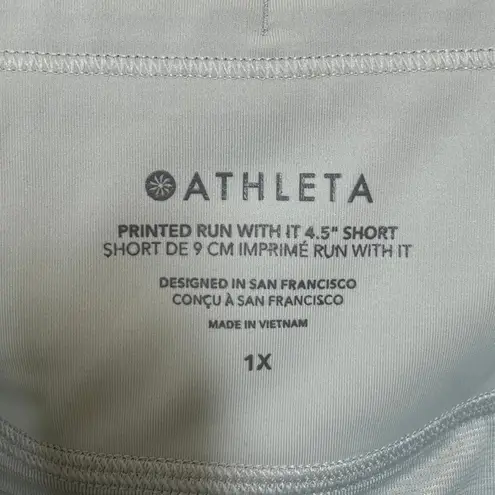 ATHLETA
PRINTED RUN WITH IT 4.5" SHORT
SHORT DE 9 CM IMPRIMÉ RUN WITH IT
DESIGNED IN SAN FRANCISCO
CONÇU À SAN FRANCISCO
MADE IN VIETNAM
1X